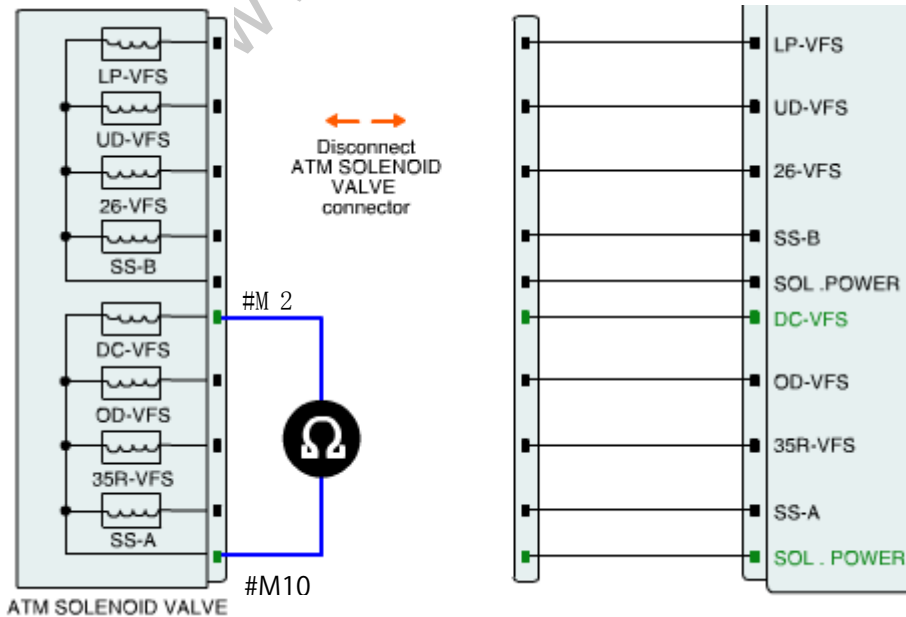 W
LP-VFS
UD-VFS
26-VFS
SS-B
DC-VFS
OD-VFS
35R-VFS
SS-A
ATM SOLENOID VALVE
#M 2
#M10
Ω
Disconnect
ATM SOLENOID
VALVE
connector
LP-VFS
UD-VFS
26-VFS
SS-B
SOL .POWER
DC-VFS
OD-VFS
35R-VFS
SS-A
SOL . POWER